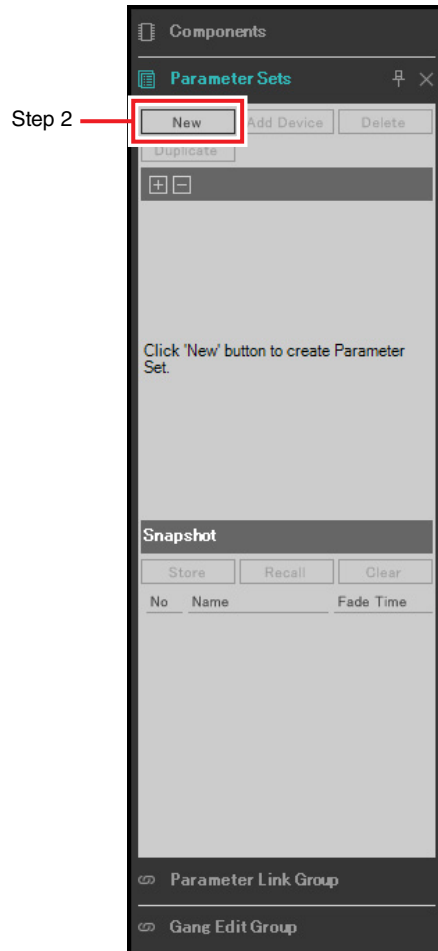 Components
Parameter Sets
Step 2
New Add Device Delete
Duplicate
Click 'New' button to create Parameter
Set.
Snapshot
Store Recall Clear
No Name Fade Time
Parameter Link Group
Gang Edit Group